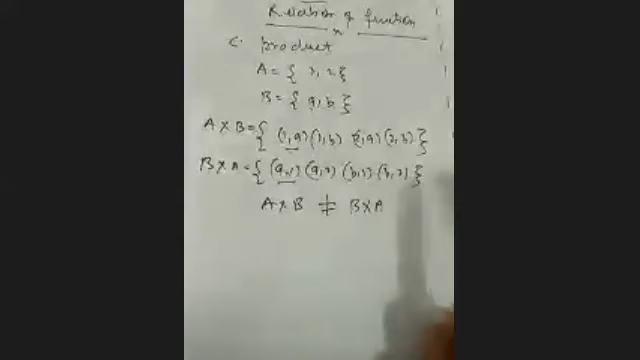 Relation & function
C. product
A = { 1, 2 }
B = { a, b }
A × B = { (1, a) (1, b) (2, a) (2, b) }
B × A = { (a, 1) (a, 2) (b, 1) (b, 2) }
A × B ≠ B × A